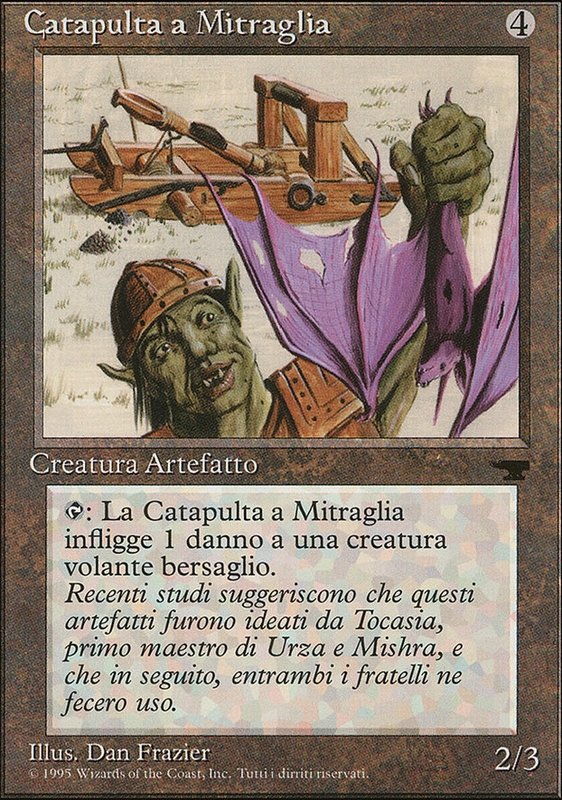 Catapulta a Mitraglia 4
Creatura Artefatto
: La Catapulta a Mitraglia
infligge 1 danno a una creatura
volante bersaglio.
Recenti studi suggeriscono che questi
artefatti furono ideati da Tocasia,
primo maestro di Urza e Mishra, e
che in seguito, entrambi i fratelli ne
fecero uso.
Illus. Dan Frazier
2/3
© 1995 Wizards of the Coast, Inc. Tutti i dirriti riservati.